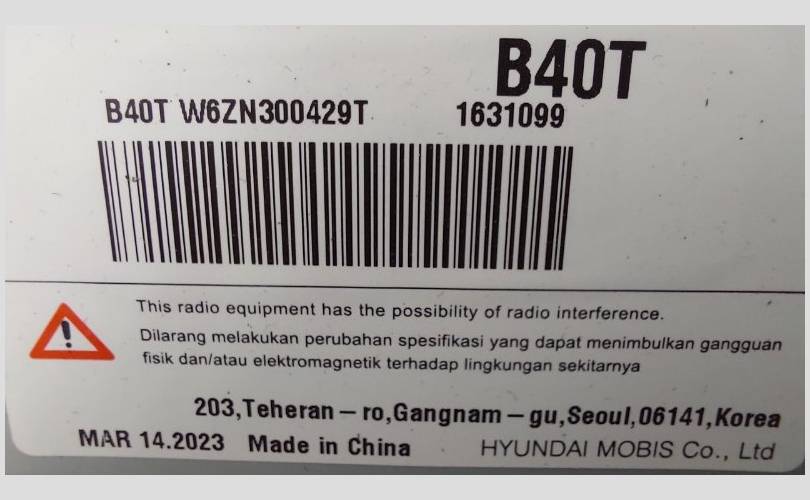 B40T
B40T W6ZN300429T 1631099
This radio equipment has the possibility of radio interference.
Dilarang melakukan perubahan spesifikasi yang dapat menimbulkan gangguan
fisik dan/atau elektromagnetik terhadap lingkungan sekitarnya
203,Teheran-ro,Gangnam-gu,Seoul,06141,Korea
MAR 14.2023 Made in China HYUNDAI MOBIS Co., Ltd